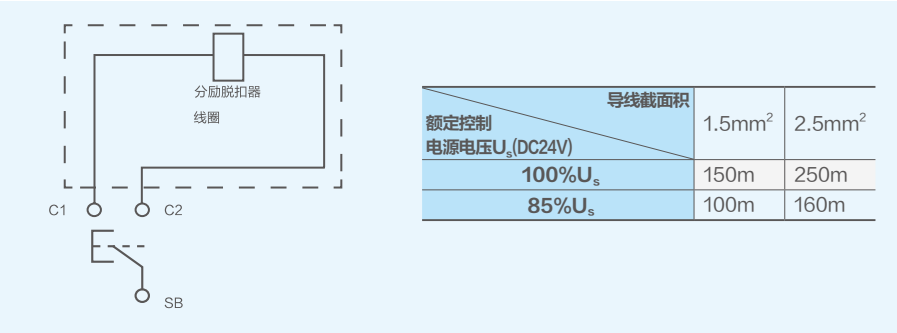 分励脱扣器
线圈
C1
C2
SB
导线截面积
额定控制
电源电压Us(DC24V)
1.5mm²
2.5mm²
100%Us
150m
250m
85%Us
100m
160m